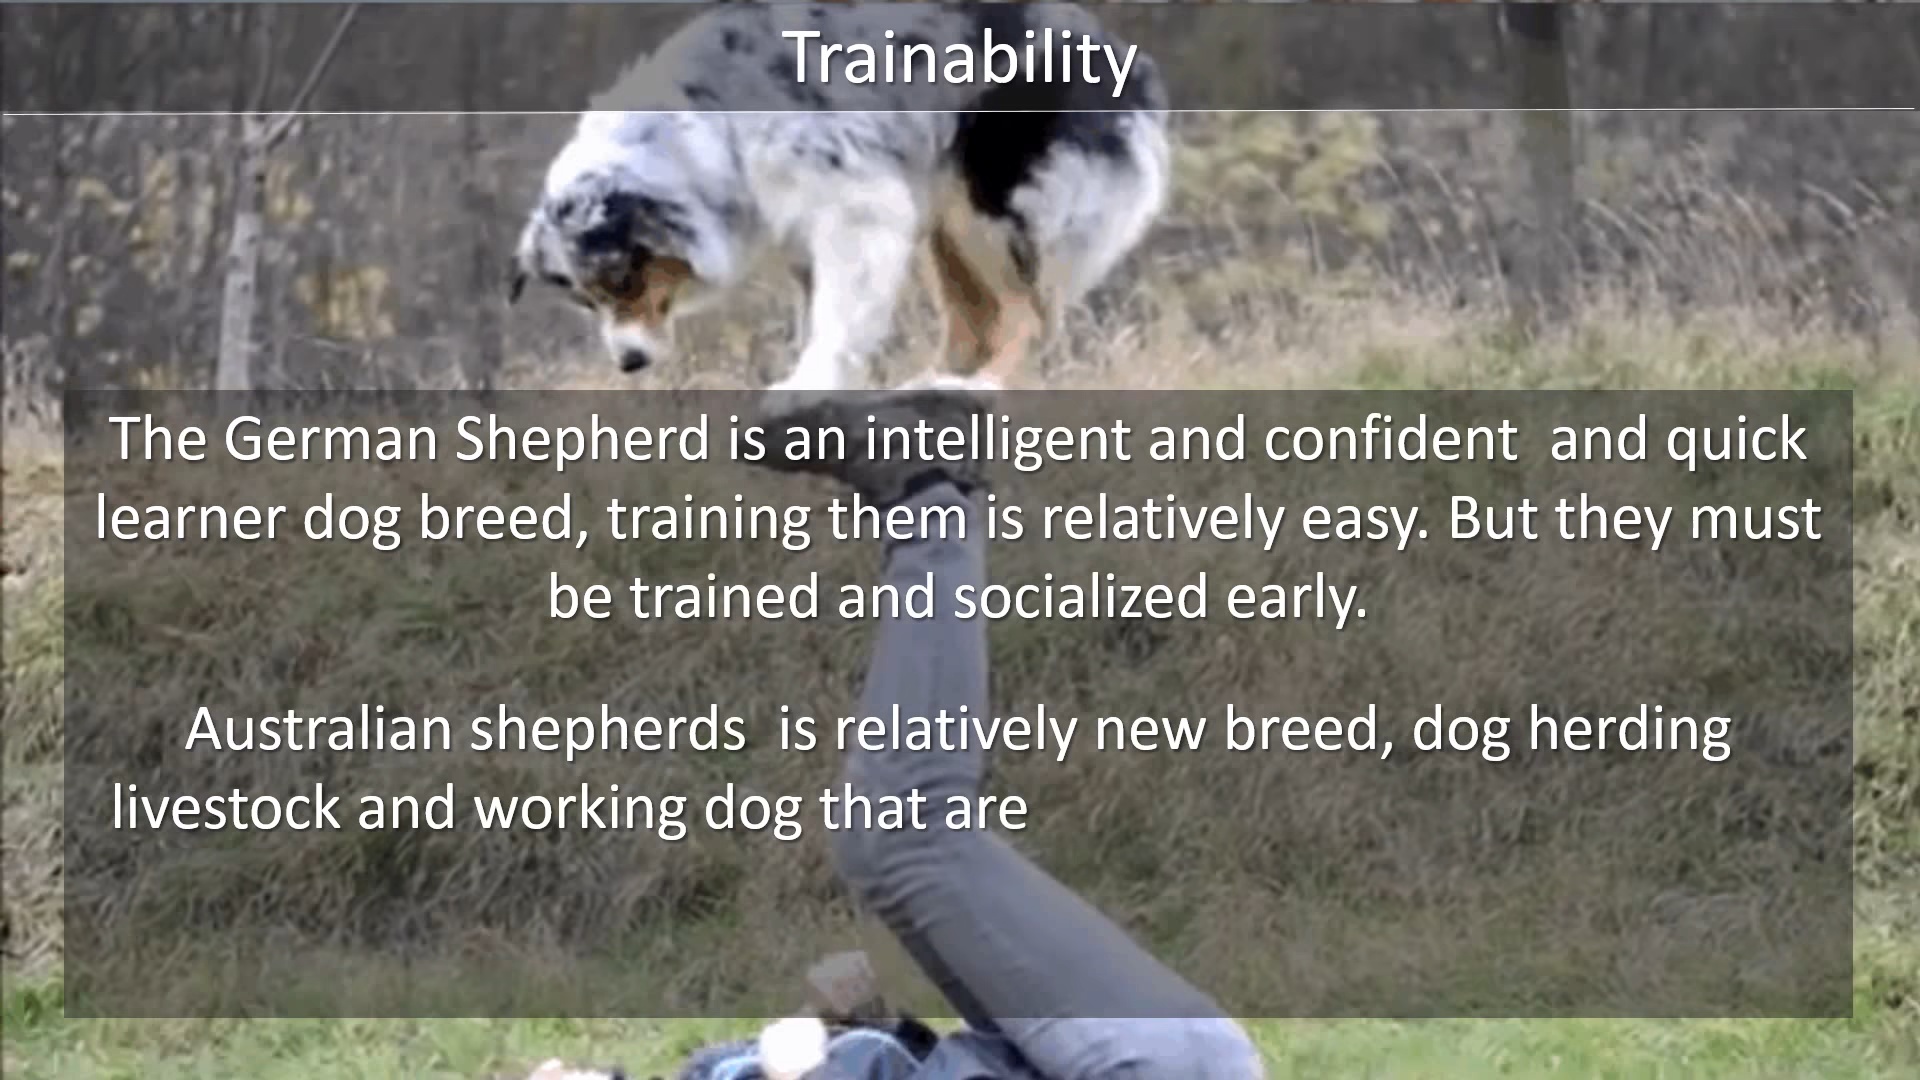 Trainability
The German Shepherd is an intelligent and confident  and quick
learner dog breed, training them is relatively easy. But they must
be trained and socialized early.
Australian shepherds  is relatively new breed, dog herding
livestock and working dog that are